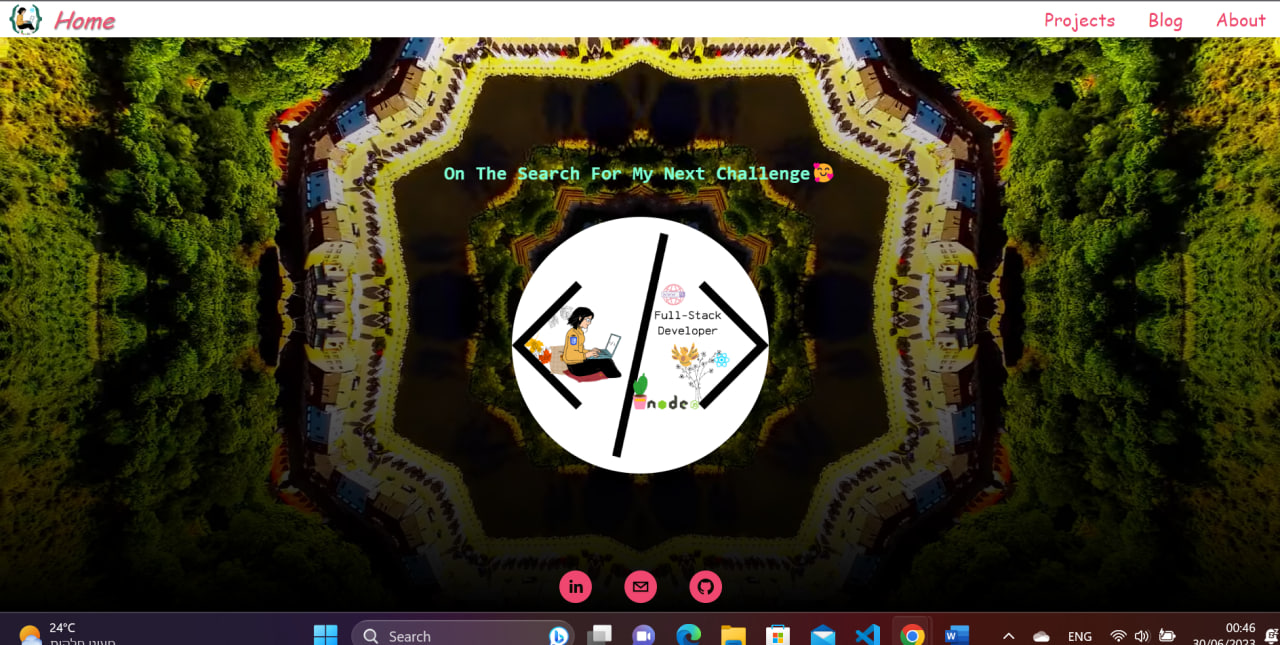 Home
Projects
Blog
About
On The Search For My Next Challenge🥰
Full-Stack
Developer
node
in
24°C
Search
ENG
00:46
30/06/2023